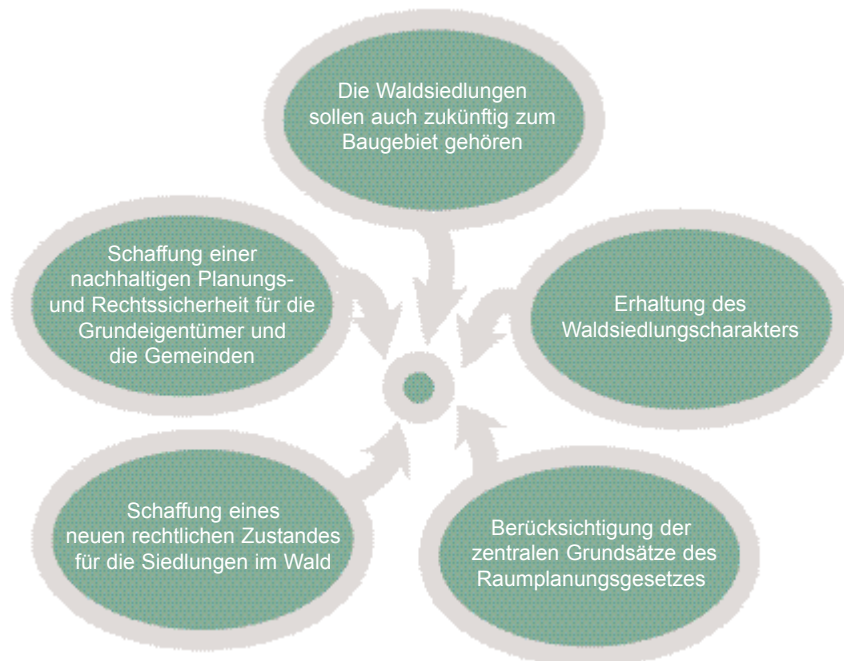 Die Waldsiedlungen
sollen auch zukünftig zum
Baugebiet gehören
Schaffung einer
nachhaltigen Planungs-
und Rechtssicherheit für die
Grundeigentümer und
die Gemeinden
Erhaltung des
Waldsiedlungscharakters
Schaffung eines
neuen rechtlichen Zustandes
für die Siedlungen im Wald
Berücksichtigung der
zentralen Grundsätze des
Raumplanungsgesetzes